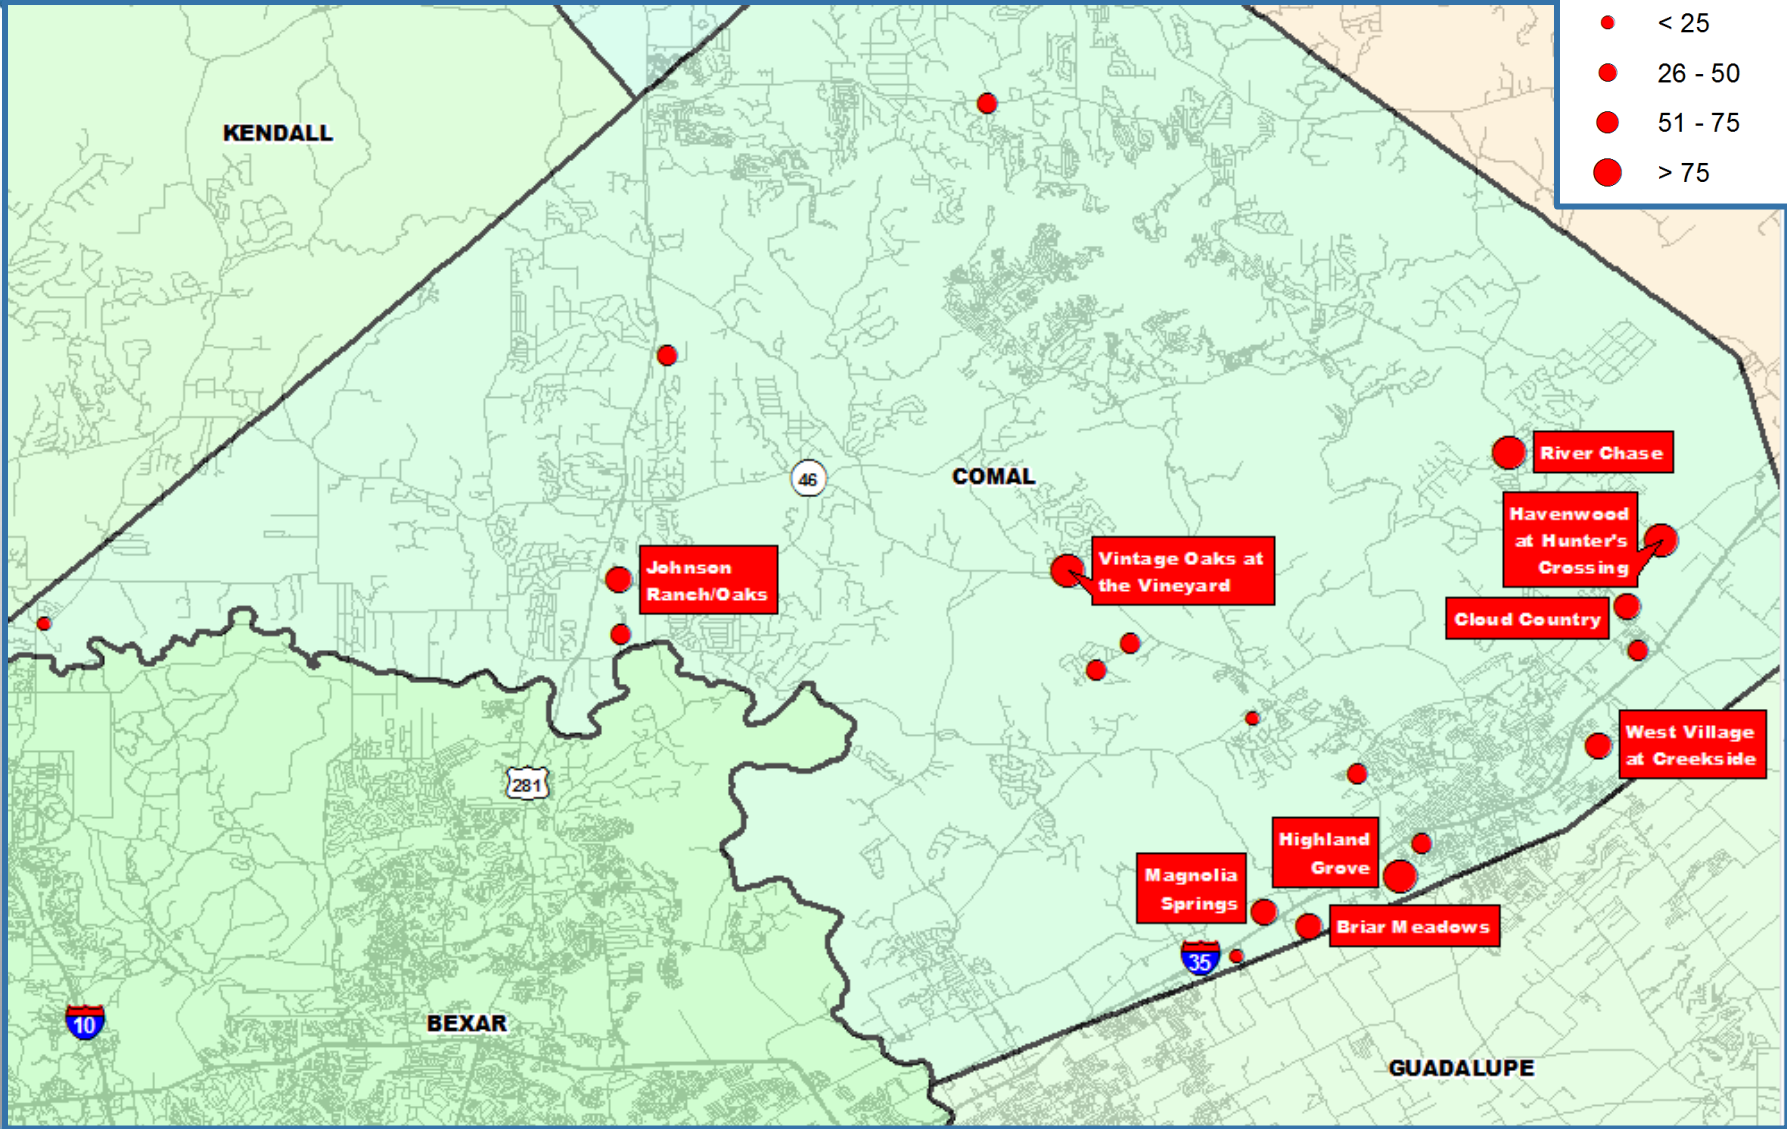 < 25
26 - 50
51 - 75
> 75
KENDALL
River Chase
46
COMAL
Havenwood
at Hunter's
Crossing
Johnson
Ranch/Oaks
Vintage Oaks at
the Vineyard
Cloud Country
West Village
at Creekside
281
Highland
Grove
Magnolia
Springs
Briar Meadows
35
10
BEXAR
GUADALUPE